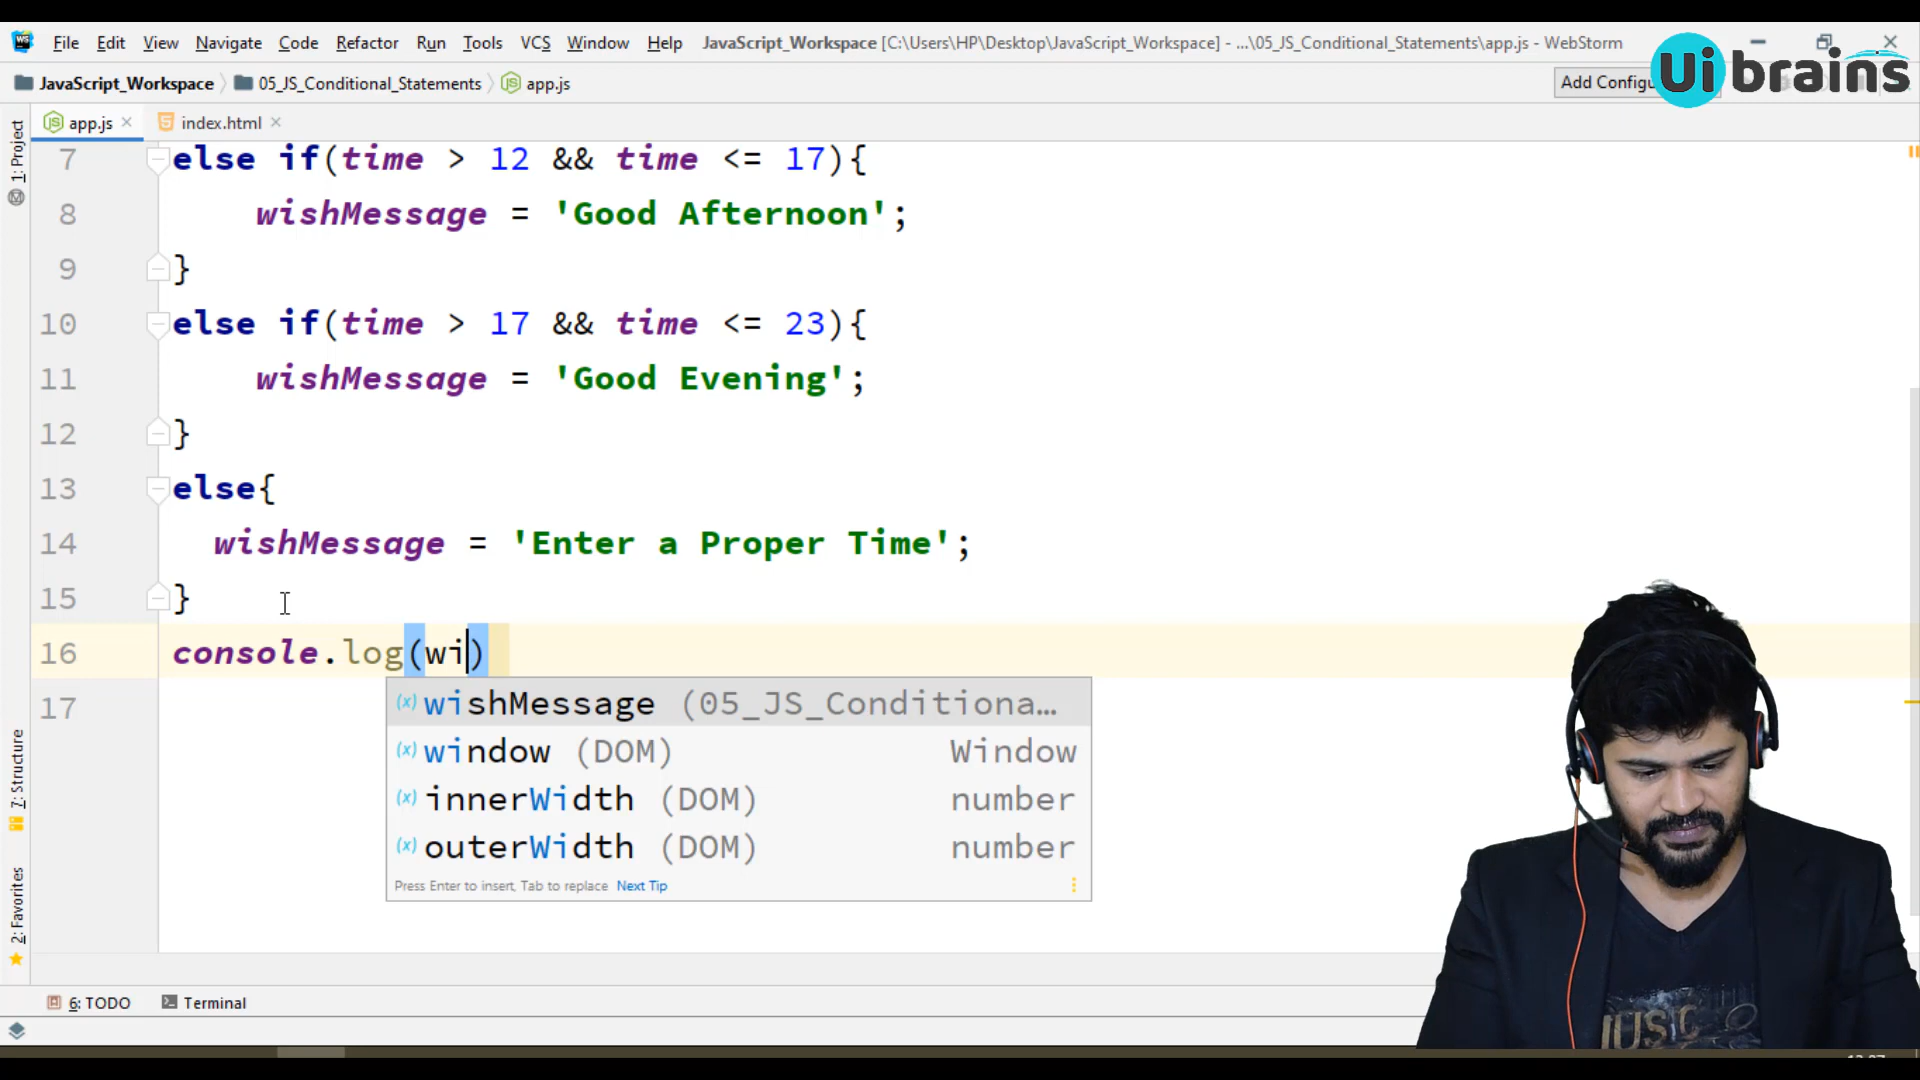 File Edit View Navigate Code Refactor Run Tools VCS Window Help JavaScript_Workspace [C:\Users\HP\Desktop\JavaScript_Workspace] - ...\05_JS_Conditional_Statements\app.js - WebStorm
JavaScript_Workspace 05_JS_Conditional_Statements app.js Add Configu
Ui brains
app.js index.html
1: Project
7 else if(time > 12 && time <= 17){
8 wishMessage = 'Good Afternoon';
9 }
10 else if(time > 17 && time <= 23){
11 wishMessage = 'Good Evening';
12 }
13 else{
14 wishMessage = 'Enter a Proper Time';
15 }
16 console.log(wi)
17
wishMessage (05_JS_Conditiona…
window (DOM) Window
innerWidth (DOM) number
outerWidth (DOM) number
Press Enter to insert, Tab to replace Next Tip
7: Structure
2: Favorites
6: TODO Terminal
MUSIC